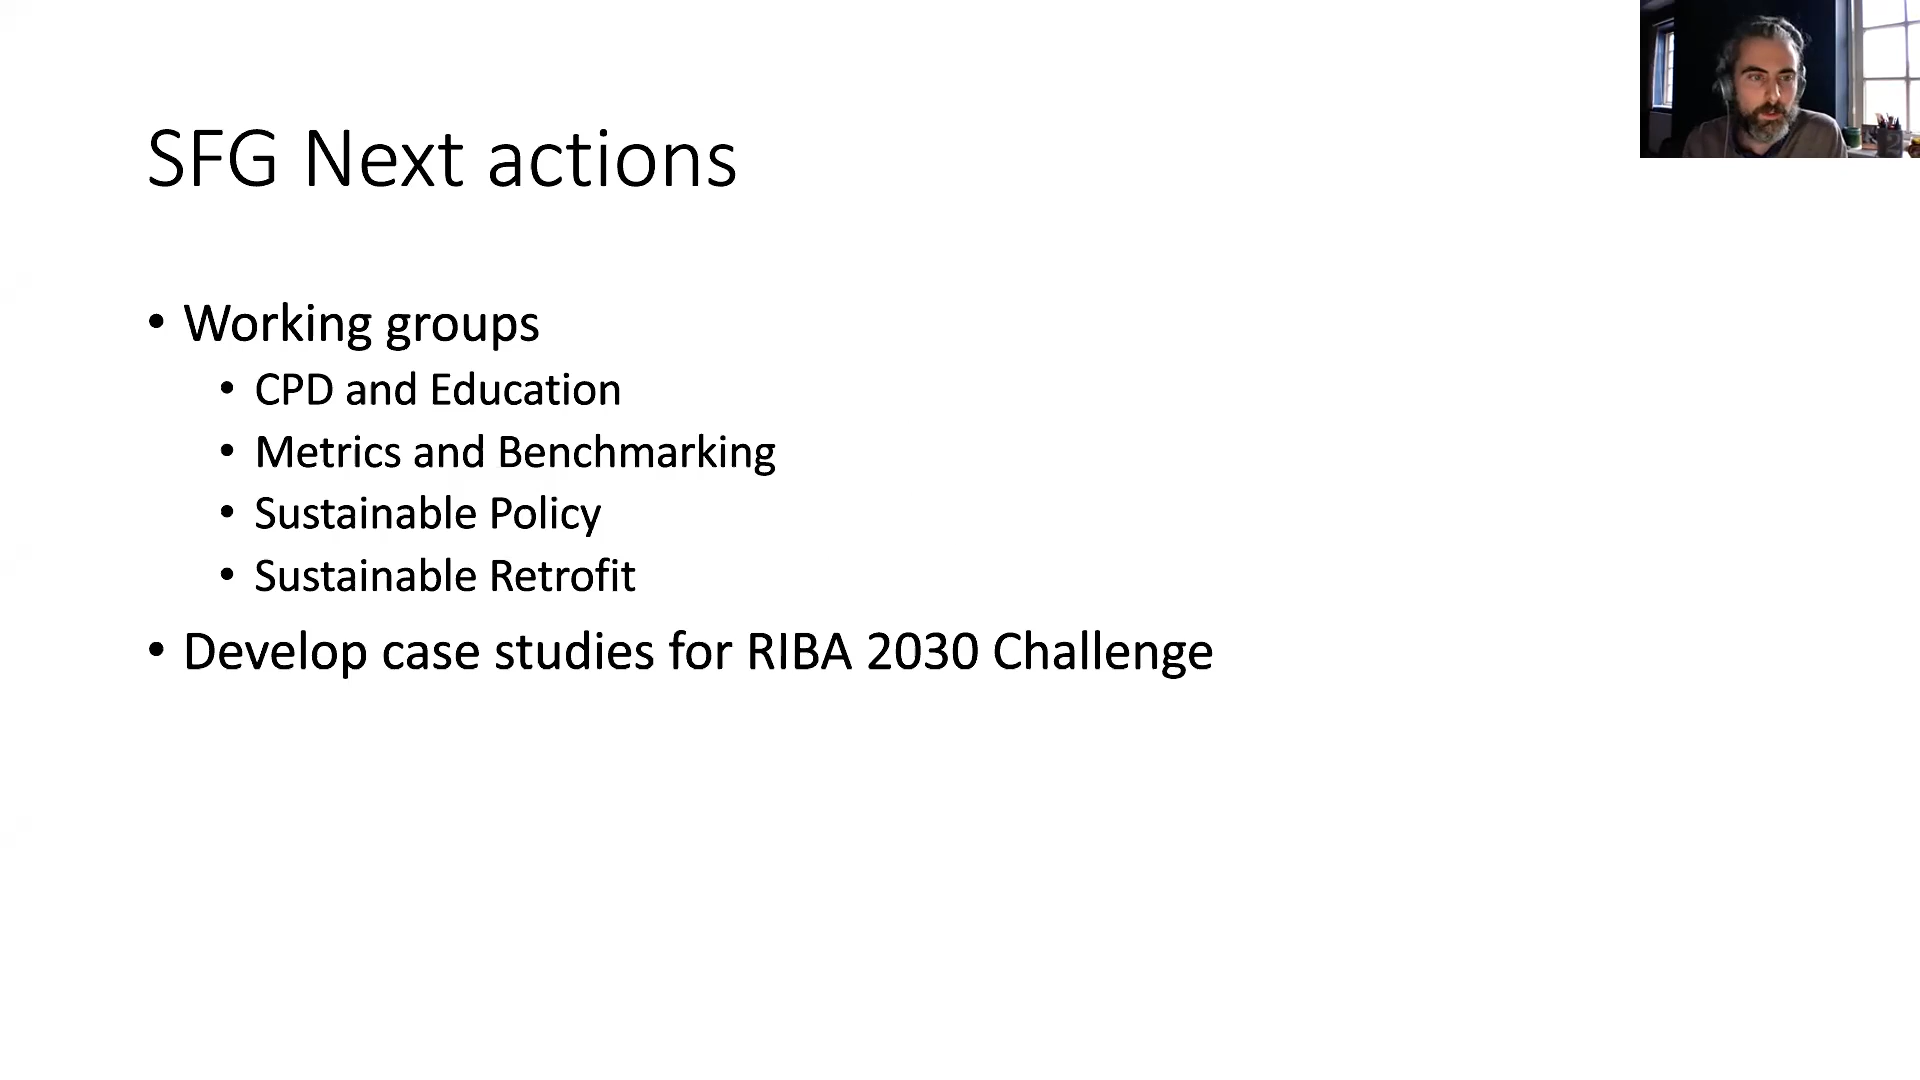 SFG Next actions
• Working groups
• CPD and Education
• Metrics and Benchmarking
• Sustainable Policy
• Sustainable Retrofit
• Develop case studies for RIBA 2030 Challenge